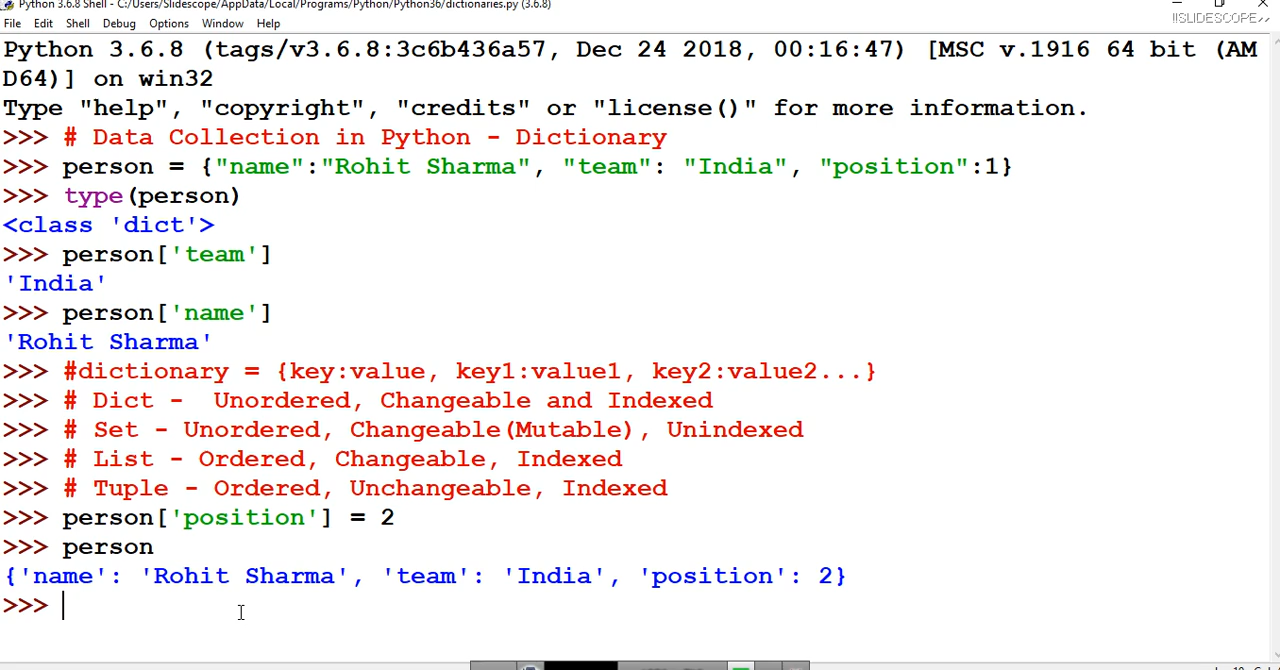 Python 3.6.8 Shell - C:/Users/Slidescope/AppData/Local/Programs/Python/Python36/dictionaries.py (3.6.8)
File Edit Shell Debug Options Window Help
!!SLIDESCOPE
Python 3.6.8 (tags/v3.6.8:3c6b436a57, Dec 24 2018, 00:16:47) [MSC v.1916 64 bit (AM
D64)] on win32
Type "help", "copyright", "credits" or "license()" for more information.
>>> # Data Collection in Python - Dictionary
>>> person = {"name":"Rohit Sharma", "team": "India", "position":1}
>>> type(person)
<class 'dict'>
>>> person['team']
'India'
>>> person['name']
'Rohit Sharma'
>>> #dictionary = {key:value, key1:value1, key2:value2...}
>>> # Dict -  Unordered, Changeable and Indexed
>>> # Set - Unordered, Changeable(Mutable), Unindexed
>>> # List - Ordered, Changeable, Indexed
>>> # Tuple - Ordered, Unchangeable, Indexed
>>> person['position'] = 2
>>> person
{'name': 'Rohit Sharma', 'team': 'India', 'position': 2}
>>>